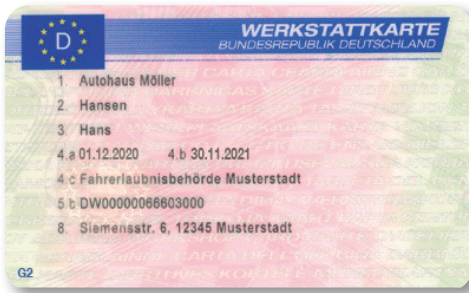 D
WERKSTATTKARTE
BUNDESREPUBLIK DEUTSCHLAND
1. Autohaus Möller
2. Hansen
3. Hans
4.a 01.12.2020 4.b 30.11.2021
4.c Fahrerlaubnisbehörde Musterstadt
5.b DW00000066603000
8. Siemensstr. 6, 12345 Musterstadt
G2